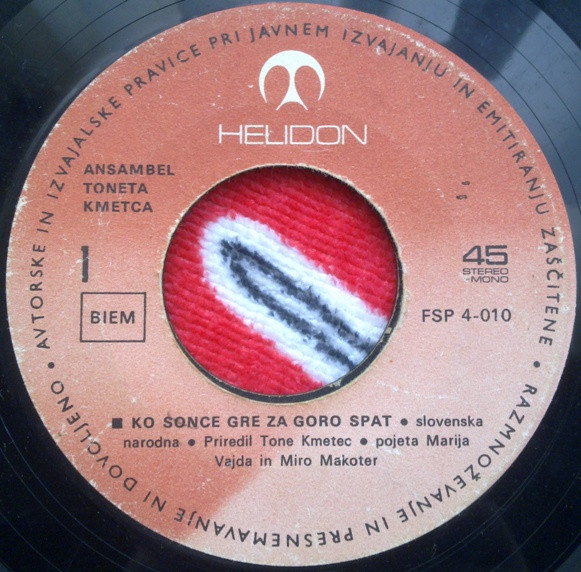 AVTORSKE IN IZVAJALSKE PRAVICE PRI JAVNEM IZVAJANJU IN EMITIRANJU ZAŠČITENE • RAZMNOŽEVANJE IN PRESNEMAVANJE NI DOVOLJENO •
HELIDON
ANSAMBEL
TONETA
KMETCA
1
BIEM
45
STEREO
-MONO
FSP 4-010
■ KO SONCE GRE ZA GORO SPAT • slovenska
narodna • Priredil Tone Kmetec • pojeta Marija
Vajda in Miro Makoter